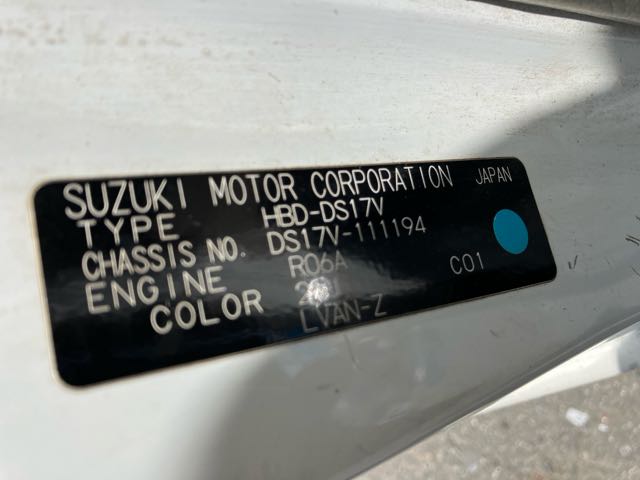 SUZUKI MOTOR CORPORATION JAPAN
TYPE HBD-DS17V
CHASSIS NO. DS17V-111194
ENGINE R06A C01
COLOR
LVAN-Z